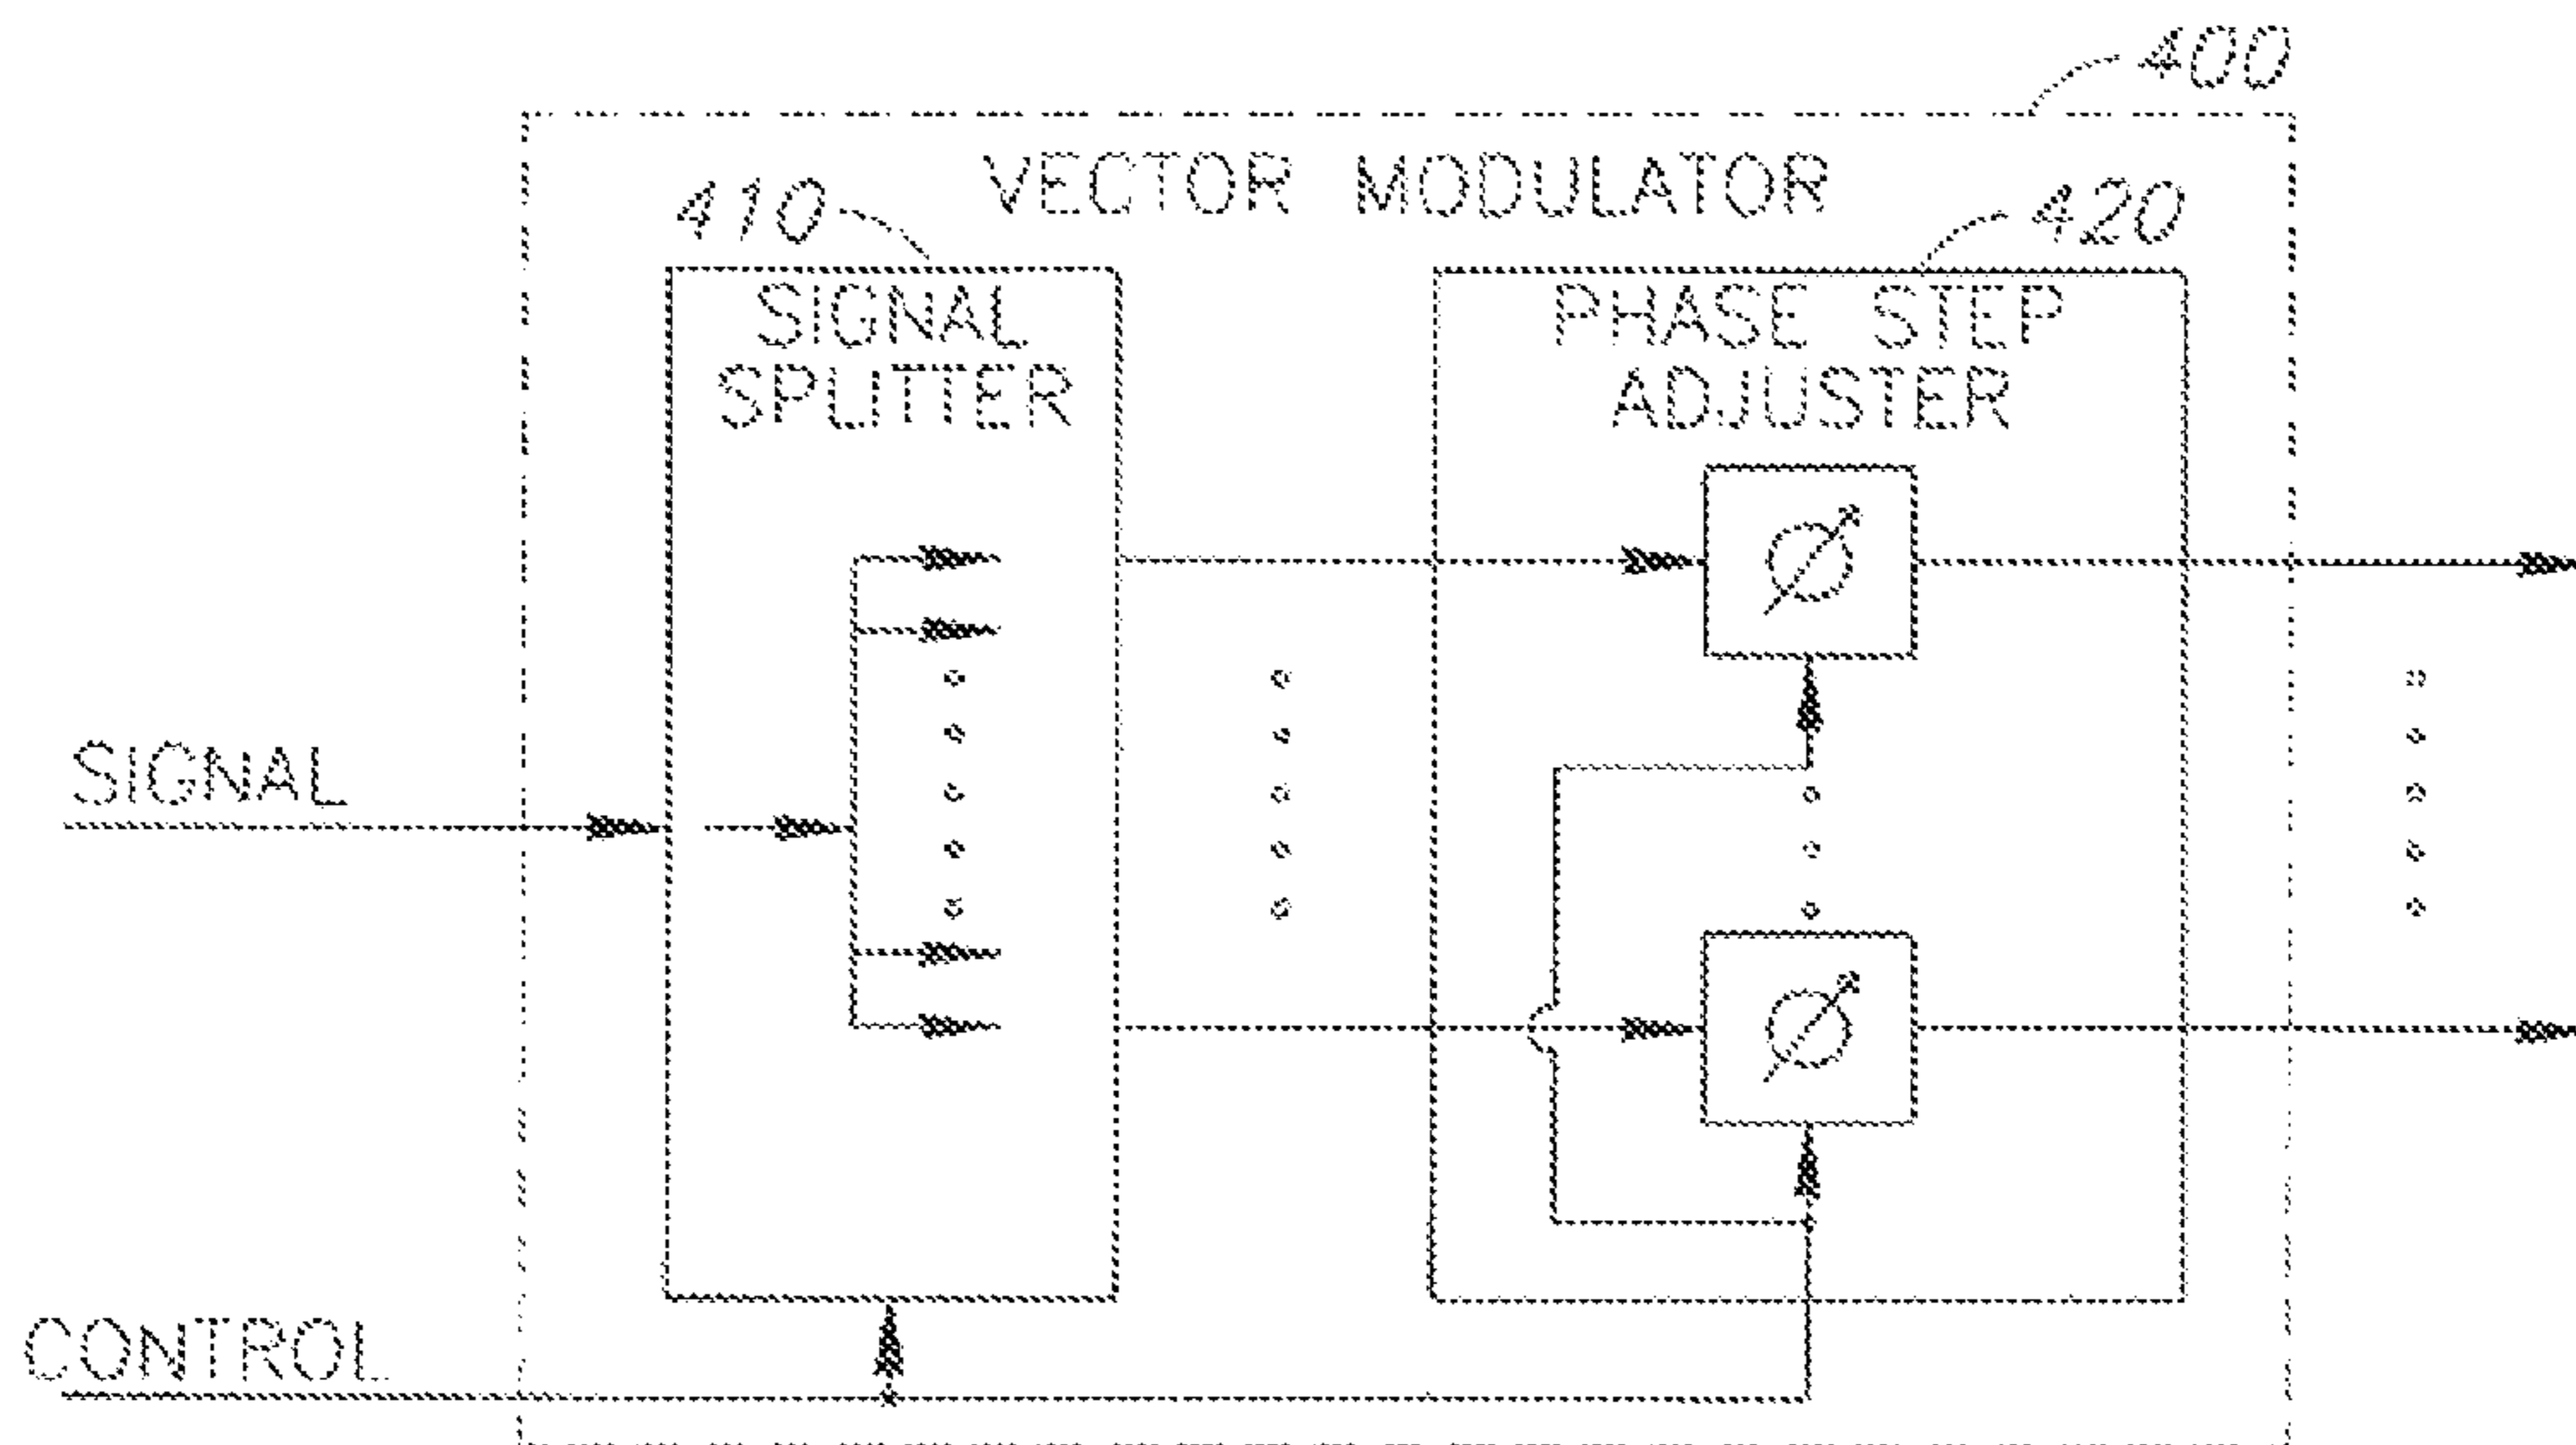 400
VECTOR MODULATOR
410
420
SIGNAL
SPLITTER
PHASE STEP
ADJUSTER
SIGNAL
CONTROL